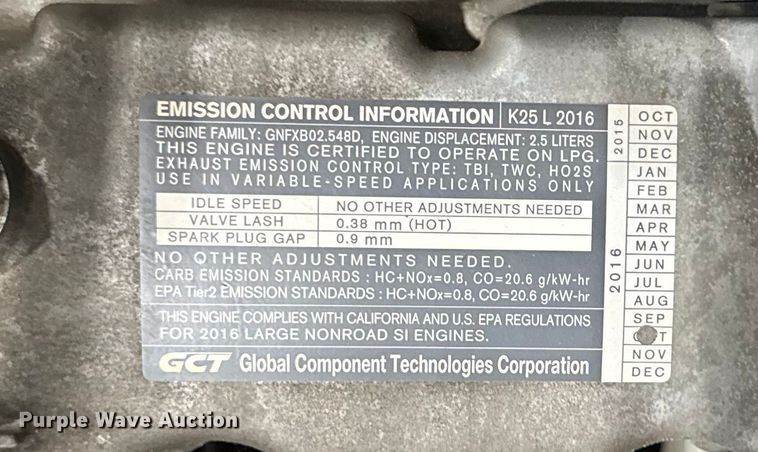 EMISSION CONTROL INFORMATION K25 L 2016
ENGINE FAMILY: GNFXB02.548D, ENGINE DISPLACEMENT: 2.5 LITERS
THIS ENGINE IS CERTIFIED TO OPERATE ON LPG.
EXHAUST EMISSION CONTROL TYPE: TBI, TWC, HO2S
USE IN VARIABLE-SPEED APPLICATIONS ONLY
IDLE SPEED NO OTHER ADJUSTMENTS NEEDED
VALVE LASH 0.38 mm (HOT)
SPARK PLUG GAP 0.9 mm
NO OTHER ADJUSTMENTS NEEDED.
CARB EMISSION STANDARDS : HC+NOx=0.8, CO=20.6 g/kW-hr
EPA Tier2 EMISSION STANDARDS : HC+NOx=0.8, CO=20.6 g/kW-hr
THIS ENGINE COMPLIES WITH CALIFORNIA AND U.S. EPA REGULATIONS
FOR 2016 LARGE NONROAD SI ENGINES.
GCT Global Component Technologies Corporation
2015
OCT
NOV
DEC
2016
JAN
FEB
MAR
APR
MAY
JUN
JUL
AUG
SEP
NOV
DEC
Purple Wave Auction